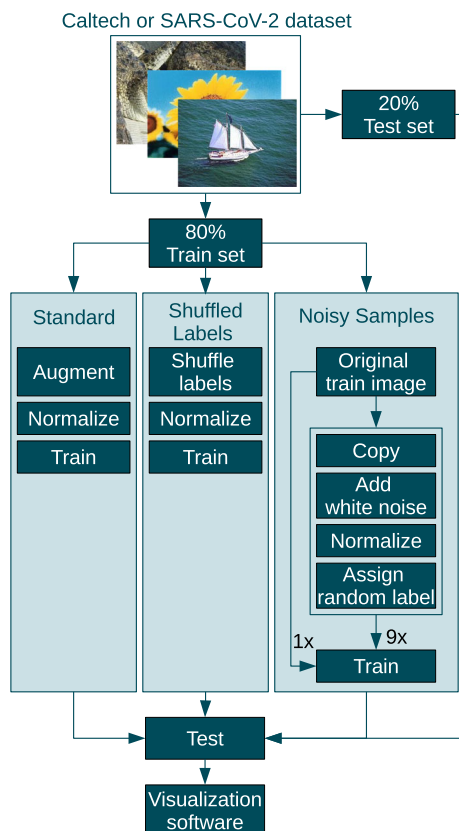 Caltech or SARS-CoV-2 dataset
20%
Test set
80%
Train set
Standard
Augment
Normalize
Train
Shuffled
Labels
Shuffle
labels
Normalize
Train
Noisy Samples
Original
train image
Copy
Add
white noise
Normalize
Assign
random label
1x
9x
Train
Test
Visualization
software